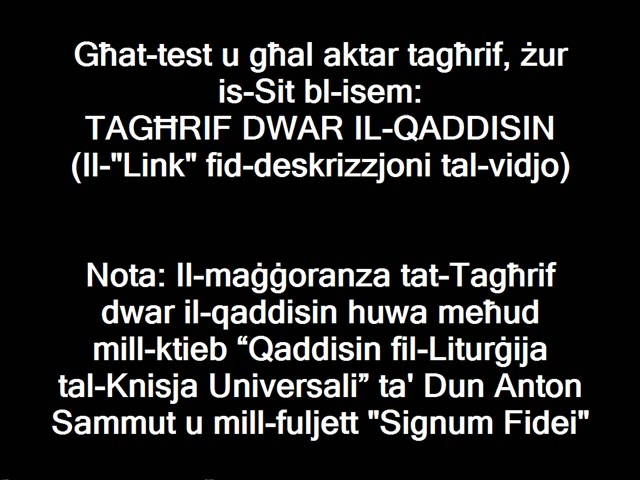 Għat-test u għal aktar tagħrif, żur
is-Sit bl-isem:
TAGĦRIF DWAR IL-QADDISIN
(Il-"Link" fid-deskrizzjoni tal-vidjo)
Nota: Il-maġġoranza tat-Tagħrif
dwar il-qaddisin huwa meħud
mill-ktieb “Qaddisin fil-Liturġija
tal-Knisja Universali” ta' Dun Anton
Sammut u mill-fuljett "Signum Fidei"